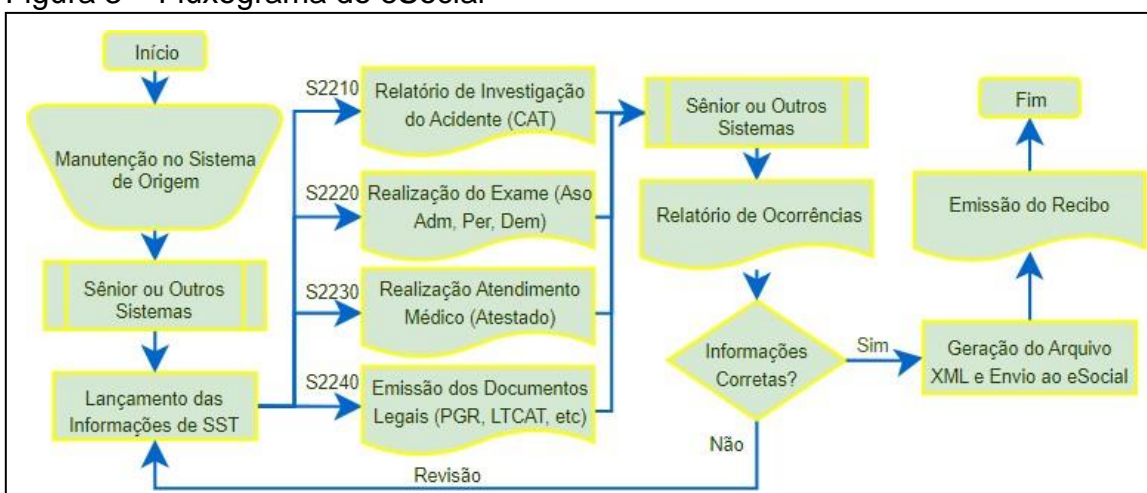 Figura 3 – Fluxograma do eSocial
Início
Manutenção no Sistema
de Origem
Sênior ou Outros
Sistemas
Lançamento das
Informações de SST
S2210
Relatório de Investigação
do Acidente (CAT)
S2220
Realização do Exame (Aso
Adm, Per, Dem)
S2230
Realização Atendimento
Médico (Atestado)
S2240
Emissão dos Documentos
Legais (PGR, LTCAT, etc)
Sênior ou Outros
Sistemas
Relatório de Ocorrências
Informações
Corretas?
Sim
Não
Revisão
Geração do Arquivo
XML e Envio ao eSocial
Emissão do Recibo
Fim